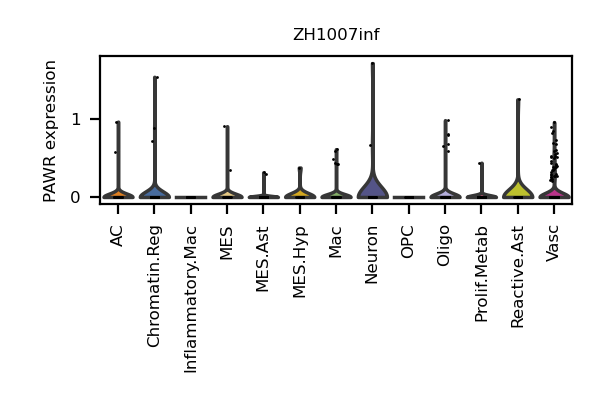 ZH1007inf
PAWR expression
1
0
AC
Chromatin.Reg
Inflammatory.Mac
MES
MES.Ast
MES.Hyp
Mac
Neuron
OPC
Oligo
Prolif.Metab
Reactive.Ast
Vasc